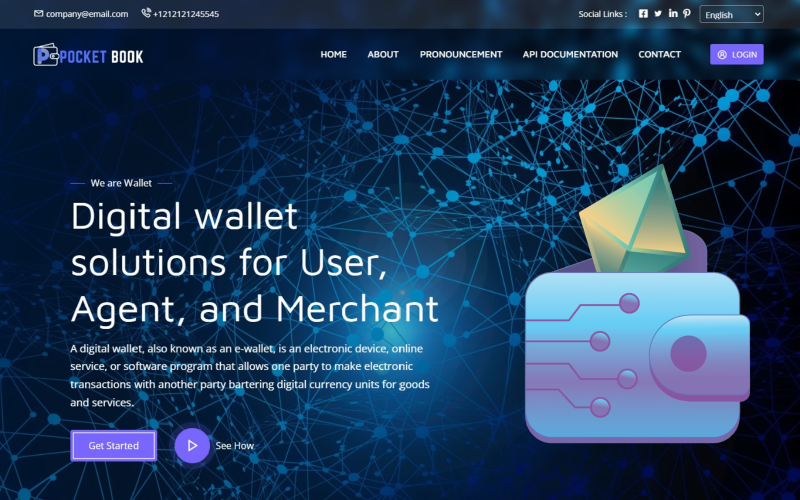 company@email.com +1212121245545 Social Links : English
POCKET BOOK HOME ABOUT PRONOUNCEMENT API DOCUMENTATION CONTACT LOGIN
We are Wallet
Digital wallet
solutions for User,
Agent, and Merchant
A digital wallet, also known as an e-wallet, is an electronic device, online
service, or software program that allows one party to make electronic
transactions with another party bartering digital currency units for goods
and services.
Get Started See How